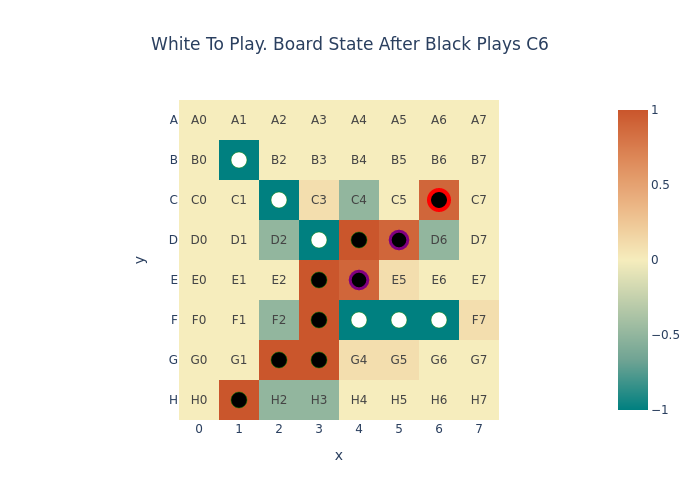 White To Play. Board State After Black Plays C6
A A0 A1 A2 A3 A4 A5 A6 A7
B B0 B2 B3 B4 B5 B6 B7
C C0 C1 C3 C4 C5 C7
D D0 D1 D2 D6 D7
E E0 E1 E2 E5 E6 E7
F F0 F1 F2 F7
G G0 G1 G4 G5 G6 G7
H H0 H2 H3 H4 H5 H6 H7
0 1 2 3 4 5 6 7
x
y
1
0.5
0
−0.5
−1